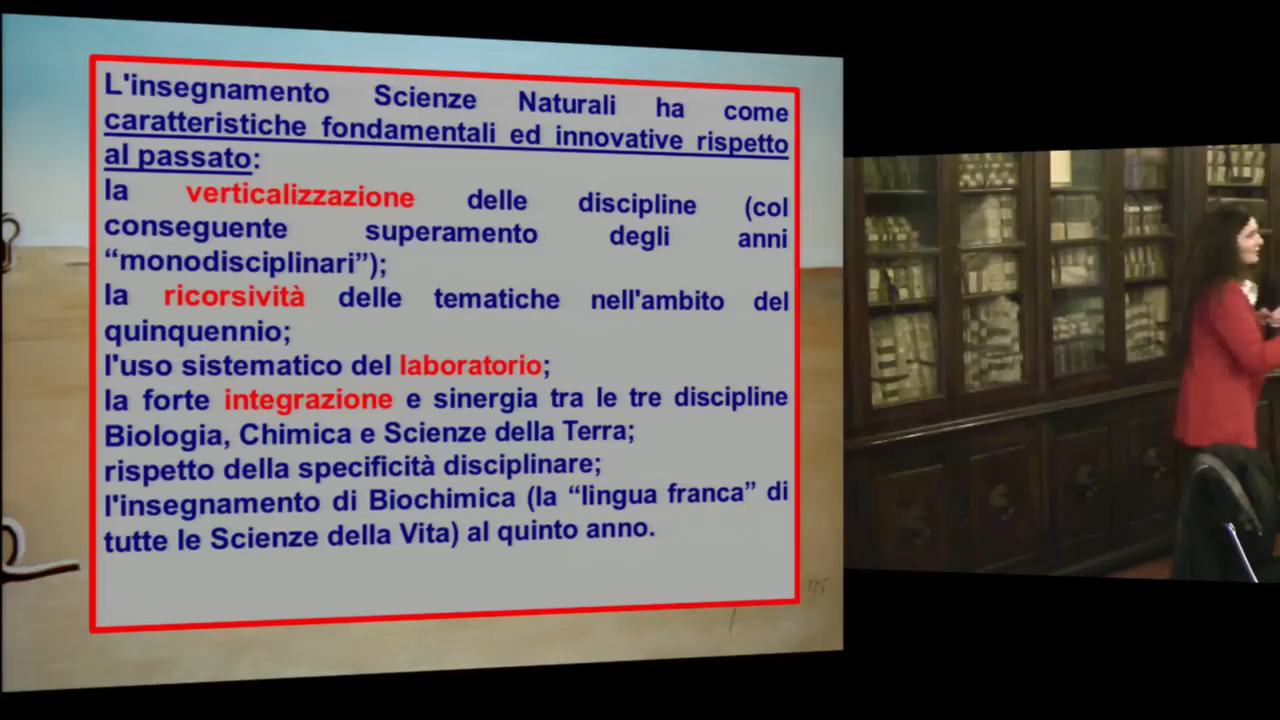 L'insegnamento Scienze Naturali ha come
caratteristiche fondamentali ed innovative rispetto
al passato:
la verticalizzazione delle discipline (col
conseguente superamento degli anni
“monodisciplinari”);
la ricorsività delle tematiche nell'ambito del
quinquennio;
l'uso sistematico del laboratorio;
la forte integrazione e sinergia tra le tre discipline
Biologia, Chimica e Scienze della Terra;
rispetto della specificità disciplinare;
l'insegnamento di Biochimica (la “lingua franca” di
tutte le Scienze della Vita) al quinto anno.